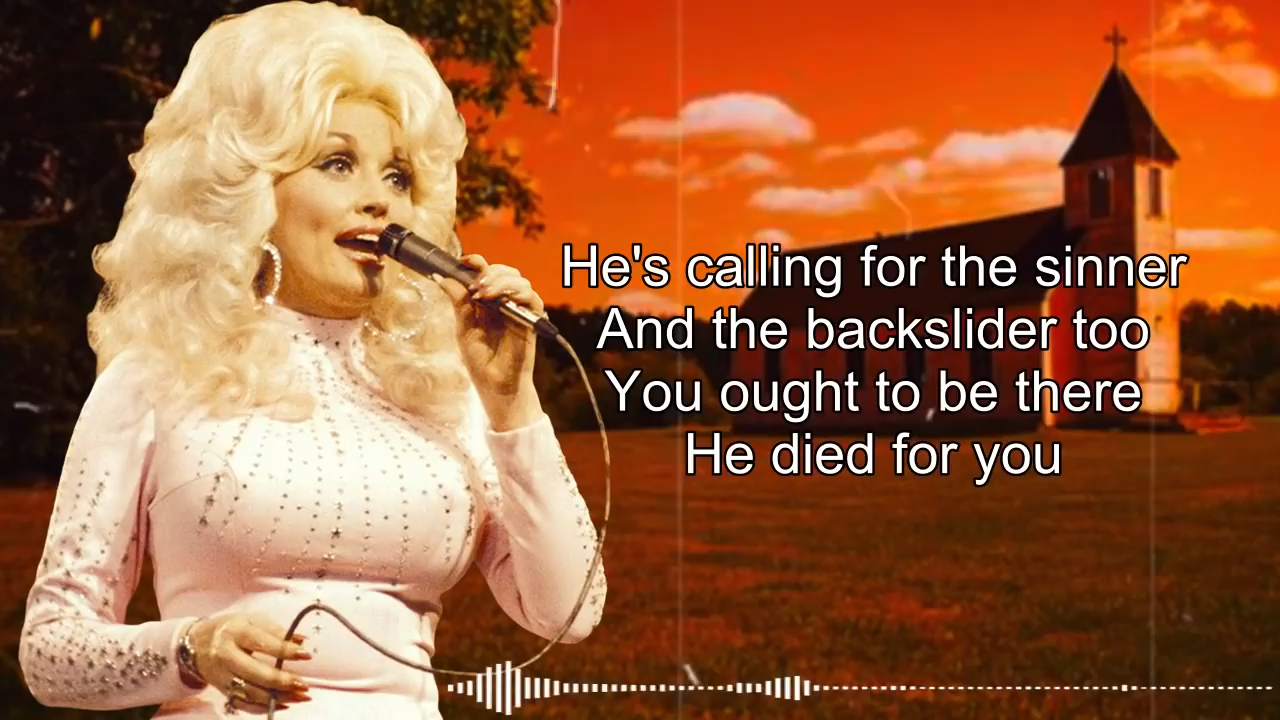 He's calling for the sinner
And the backslider too
You ought to be there
He died for you